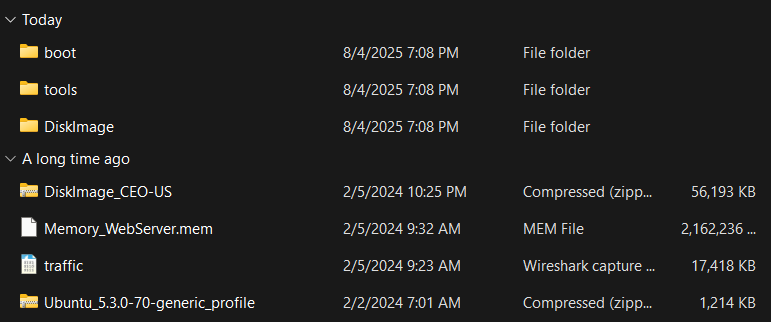 Today
boot 8/4/2025 7:08 PM File folder
tools 8/4/2025 7:08 PM File folder
DiskImage 8/4/2025 7:08 PM File folder
A long time ago
DiskImage_CEO-US 2/5/2024 10:25 PM Compressed (zipp... 56,193 KB
Memory_WebServer.mem 2/5/2024 9:32 AM MEM File 2,162,236 ...
traffic 2/5/2024 9:23 AM Wireshark capture ... 17,418 KB
Ubuntu_5.3.0-70-generic_profile 2/2/2024 7:01 AM Compressed (zipp... 1,214 KB